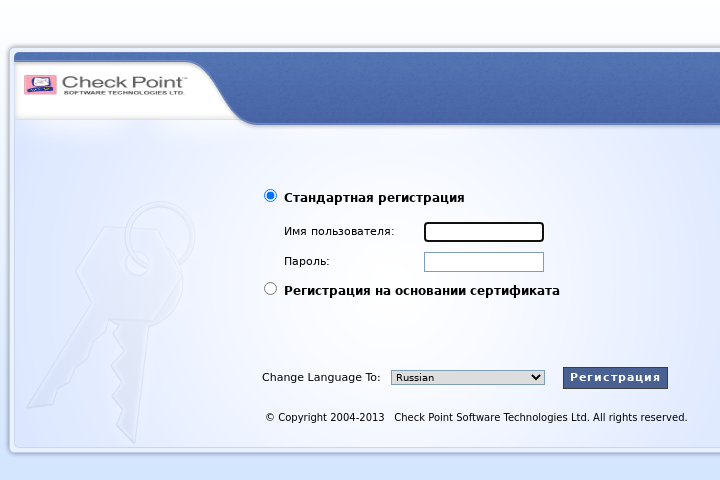 Check Point™
SOFTWARE TECHNOLOGIES LTD.
Стандартная регистрация
Имя пользователя:
Пароль:
Регистрация на основании сертификата
Change Language To: Russian Регистрация
© Copyright 2004-2013 Check Point Software Technologies Ltd. All rights reserved.